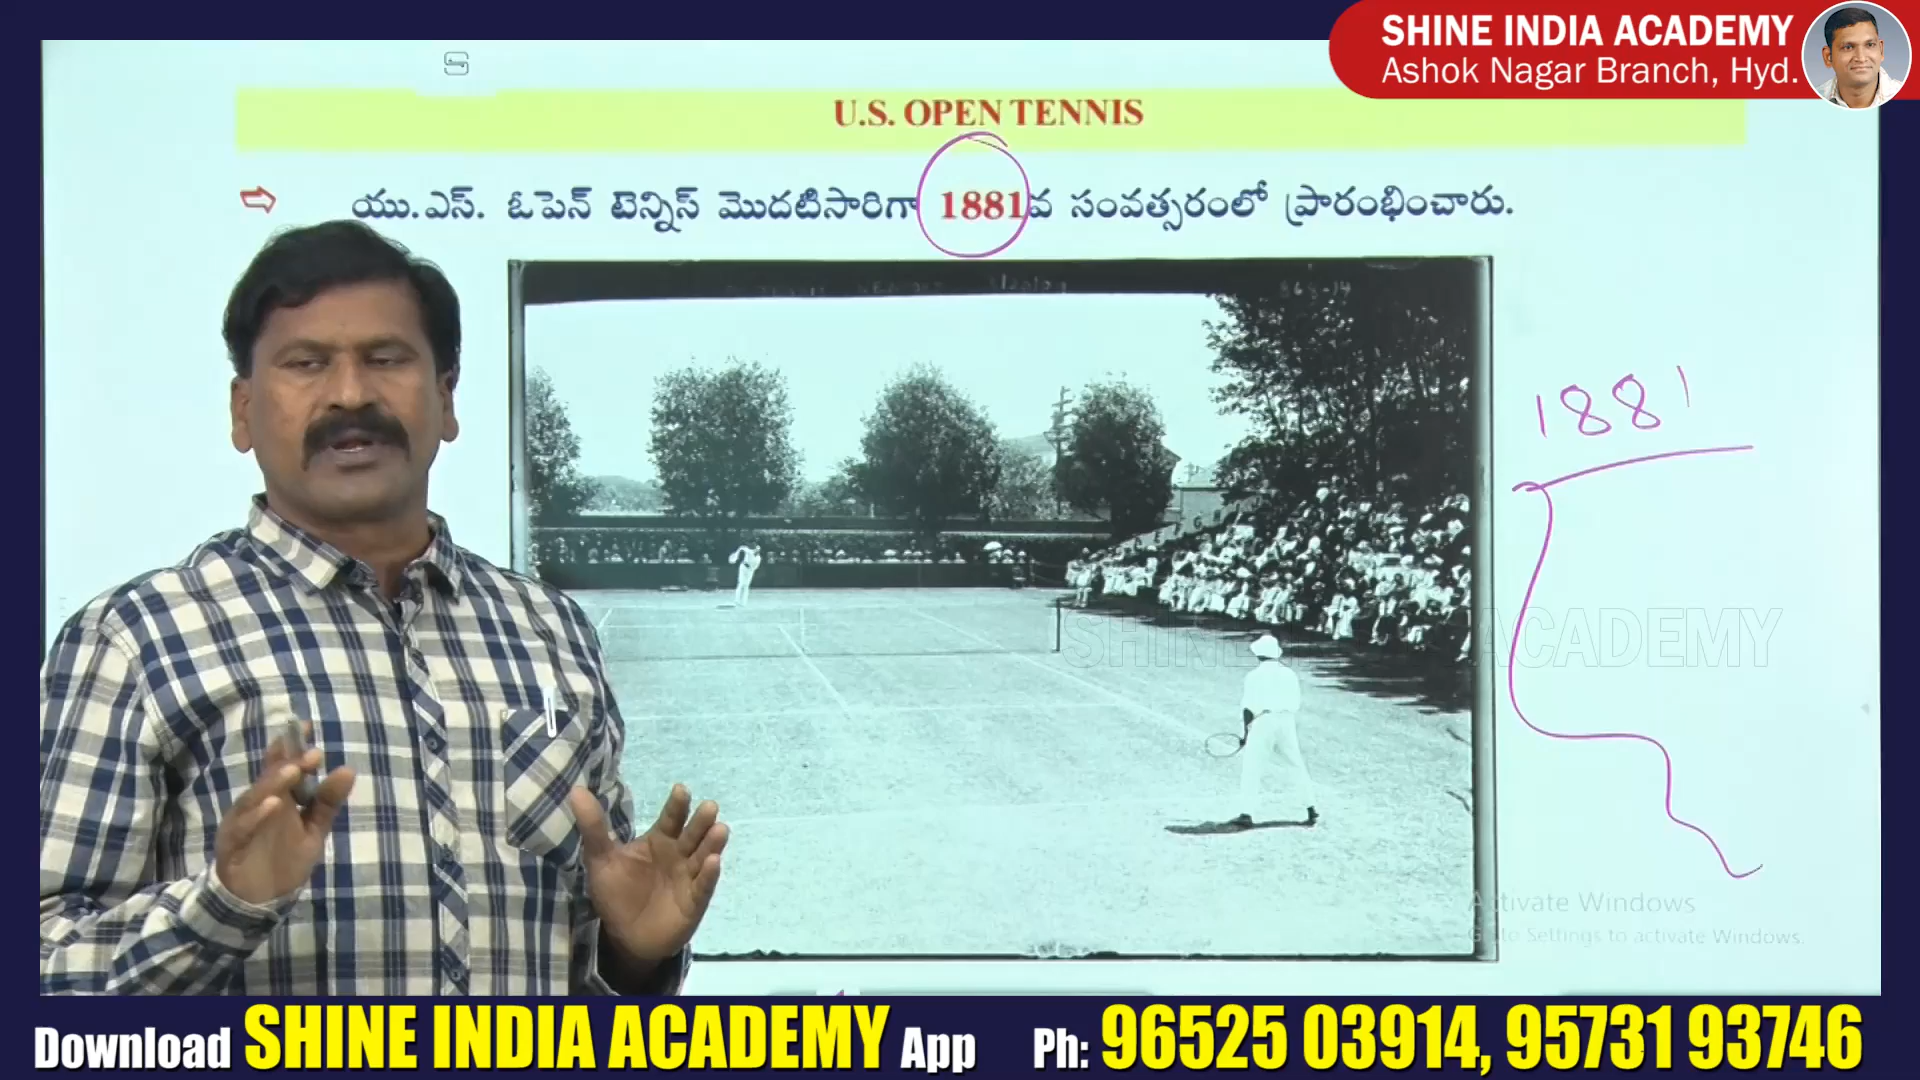 SHINE INDIA ACADEMY
Ashok Nagar Branch, Hyd.
U.S. OPEN TENNIS
యు.ఎస్. ఓపెన్ టెన్నిస్ మొదటిసారిగా 1881వ సంవత్సరంలో ప్రారంభించారు.
1881
SHINE ACADEMY
Activate Windows
Go to Settings to activate Windows.
Download SHINE INDIA ACADEMY App Ph: 96525 03914, 95731 93746